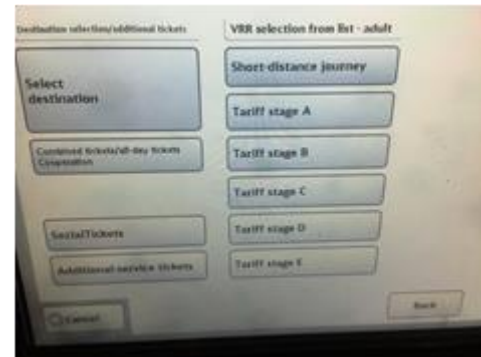 Destination selection/additional tickets
VRR selection from list - adult
Select
destination
Combined tickets/all-day tickets
Cooperation
SozialTickets
Additional service tickets
Cancel
Short-distance journey
Tariff stage A
Tariff stage B
Tariff stage C
Tariff stage D
Tariff stage E
Back